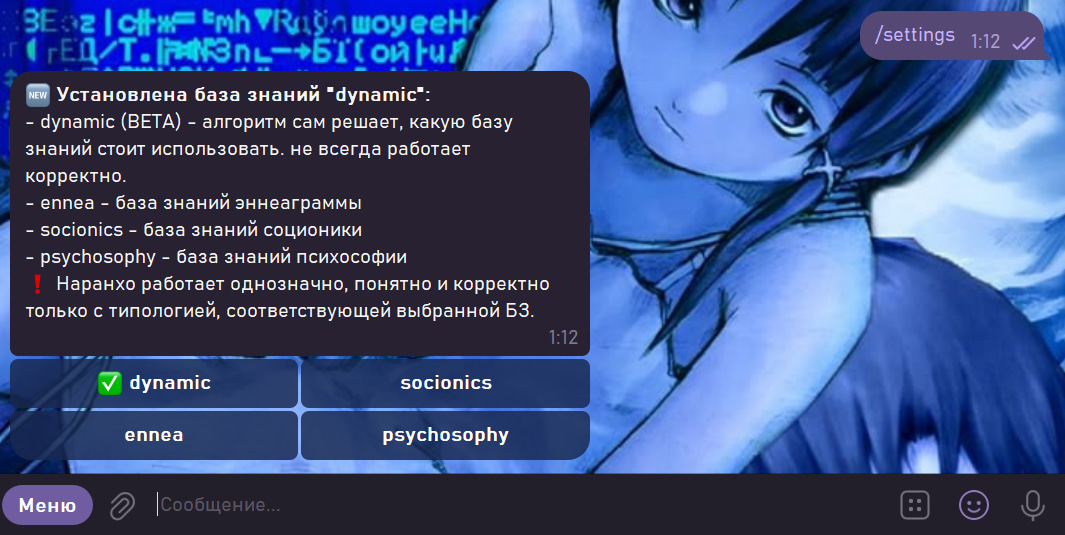 /settings 1:12
🆕 Установлена база знаний "dynamic":
- dynamic (BETA) - алгоритм сам решает, какую базу
знаний стоит использовать. не всегда работает
корректно.
- ennea - база знаний эннеаграммы
- socionics - база знаний соционики
- psychosophy - база знаний психософии
❗ Наранхо работает однозначно, понятно и корректно
только с типологией, соответствующей выбранной БЗ.
1:12
✅ dynamic
socionics
ennea
psychosophy
Меню
Сообщение...